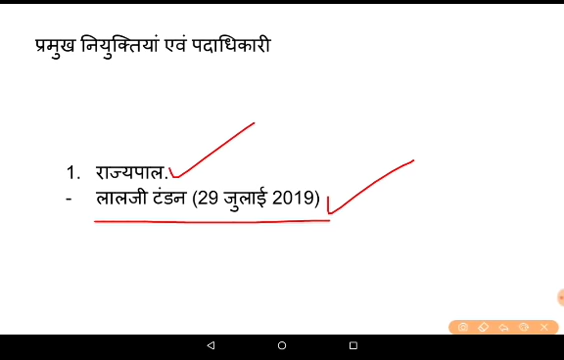 प्रमुख नियुक्तियां एवं पदाधिकारी
1. राज्यपाल.
- लालजी टंडन (29 जुलाई 2019)